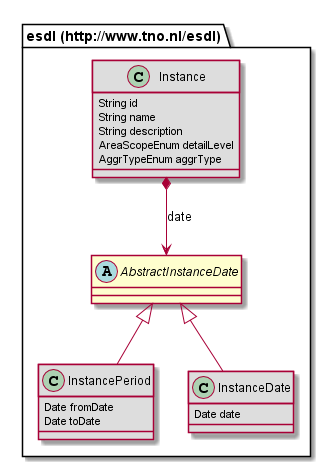 esdl (http://www.tno.nl/esdl)
C Instance
String id
String name
String description
AreaScopeEnum detailLevel
AggrTypeEnum aggrType
date
A AbstractInstanceDate
C InstancePeriod
Date fromDate
Date toDate
C InstanceDate
Date date